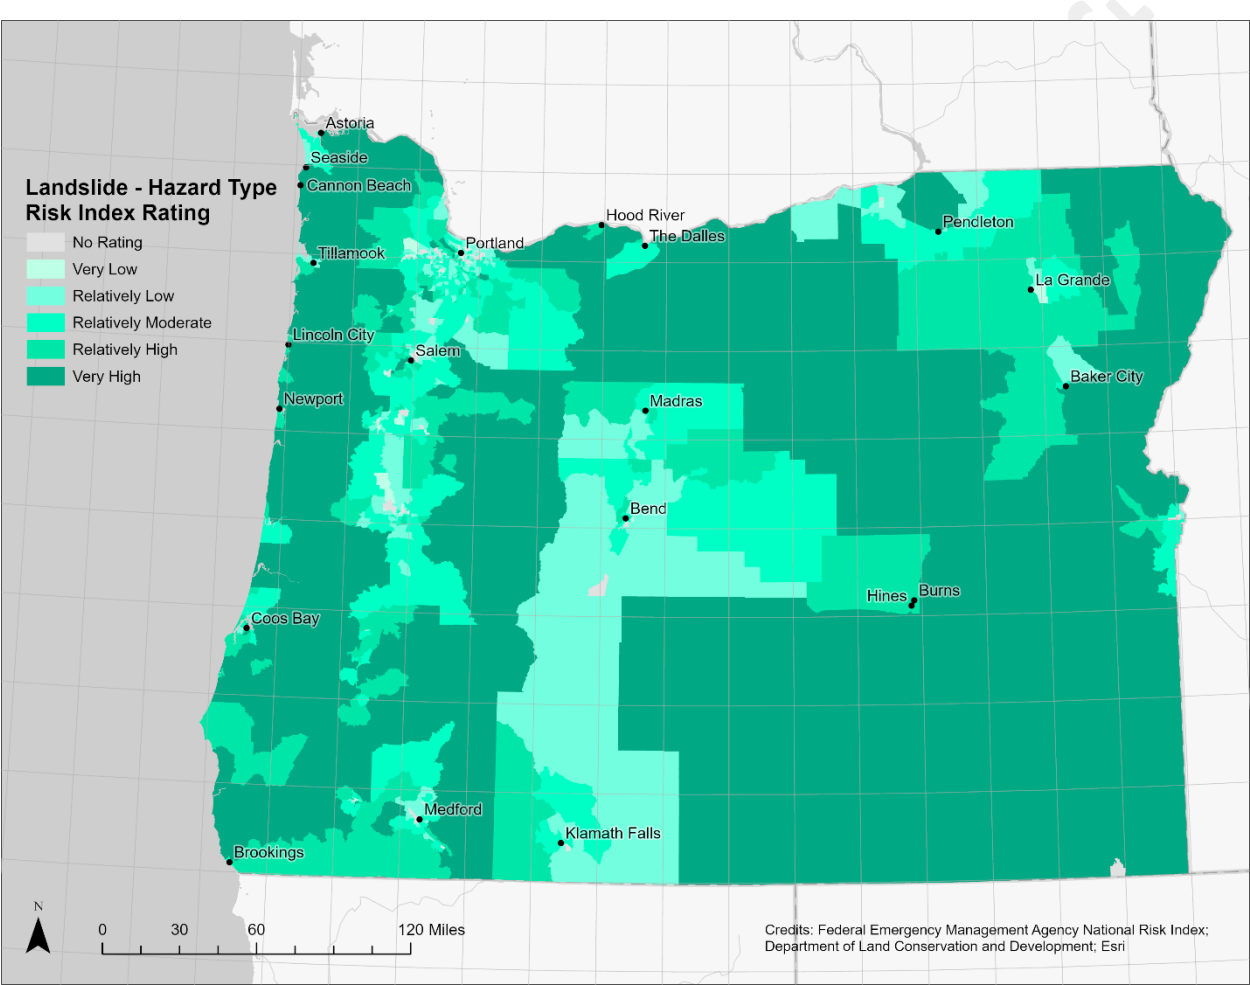 Astoria
Seaside
Cannon Beach
Landslide - Hazard Type
Risk Index Rating
No Rating
Very Low
Relatively Low
Relatively Moderate
Relatively High
Very High
Hood River
The Dalles
Portland
Pendleton
Tillamook
La Grande
Lincoln City
Salem
Baker City
Newport
Madras
Bend
Hines
Burns
Coos Bay
Medford
Klamath Falls
Brookings
N
0 30 60 120 Miles
Credits: Federal Emergency Management Agency National Risk Index;
Department of Land Conservation and Development; Esri